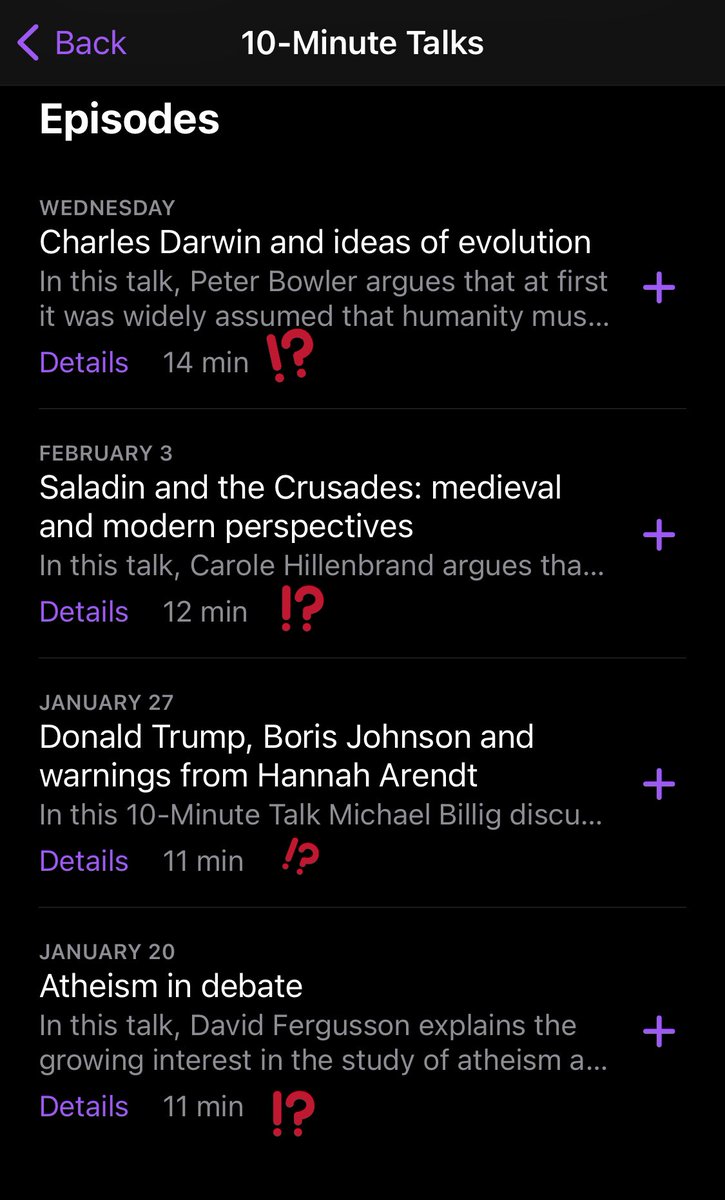 Back
10-Minute Talks
Episodes
WEDNESDAY
Charles Darwin and ideas of evolution
In this talk, Peter Bowler argues that at first
it was widely assumed that humanity mus...
Details 14 min !?
FEBRUARY 3
Saladin and the Crusades: medieval
and modern perspectives
In this talk, Carole Hillenbrand argues tha...
Details 12 min !?
JANUARY 27
Donald Trump, Boris Johnson and
warnings from Hannah Arendt
In this 10-Minute Talk Michael Billig discu...
Details 11 min !?
JANUARY 20
Atheism in debate
In this talk, David Fergusson explains the
growing interest in the study of atheism a...
Details 11 min !?